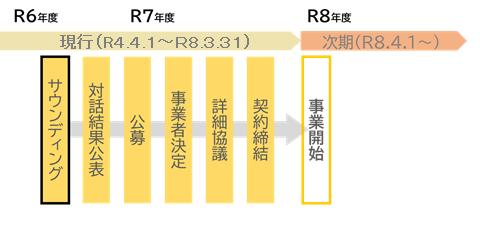 R6年度
R7年度
R8年度
現行(R4.4.1～R8.3.31)
次期(R8.4.1～)
サウンディング
対話結果公表
公募
事業者決定
詳細協議
契約締結
事業開始